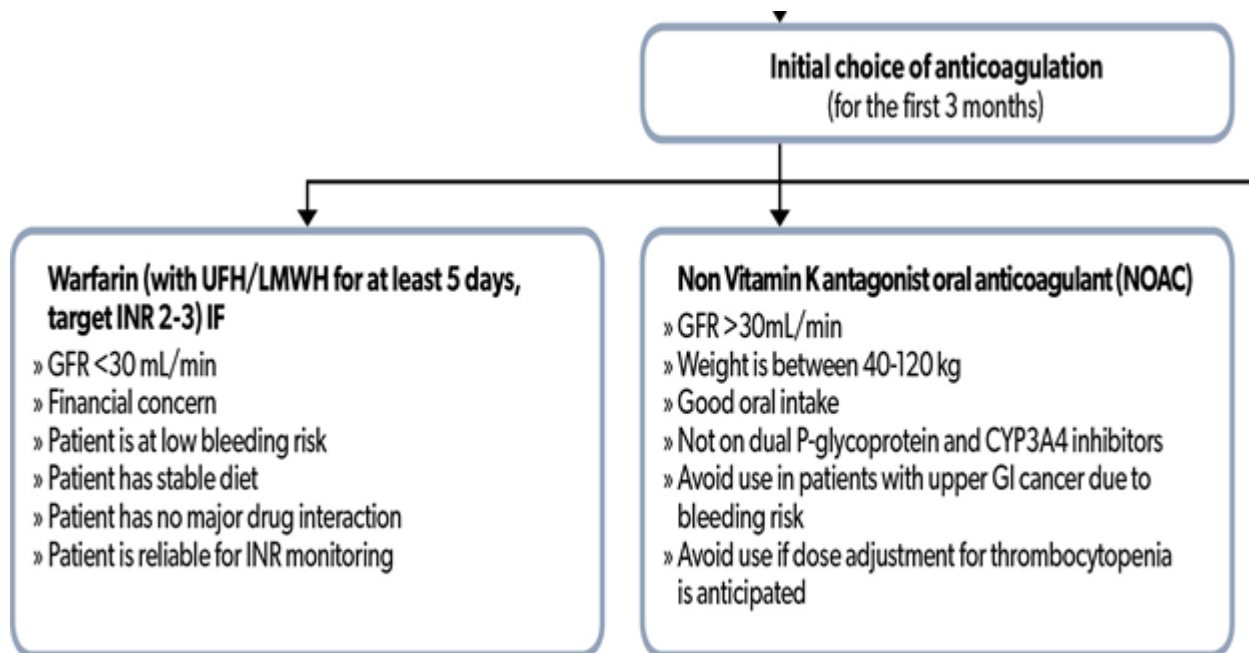 Initial choice of anticoagulation
(for the first 3 months)
Warfarin (with UFH/LMWH for at least 5 days,
target INR 2-3) IF
» GFR <30 mL/min
» Financial concern
» Patient is at low bleeding risk
» Patient has stable diet
» Patient has no major drug interaction
» Patient is reliable for INR monitoring
Non Vitamin K antagonist oral anticoagulant (NOAC)
» GFR >30mL/min
» Weight is between 40-120 kg
» Good oral intake
» Not on dual P-glycoprotein and CYP3A4 inhibitors
» Avoid use in patients with upper GI cancer due to
bleeding risk
» Avoid use if dose adjustment for thrombocytopenia
is anticipated